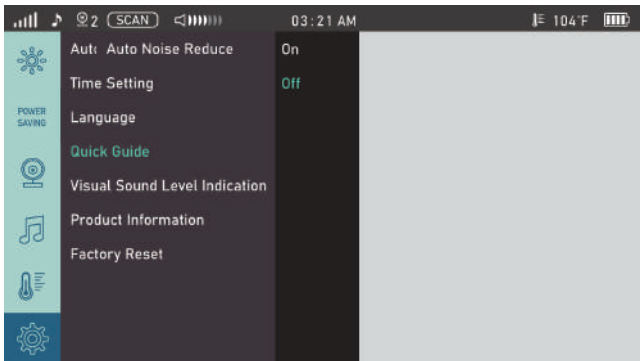 2 SCAN 03:21 AM 104°F
Aut Auto Noise Reduce On
Time Setting Off
POWER SAVING
Language
Quick Guide
Visual Sound Level Indication
Product Information
Factory Reset